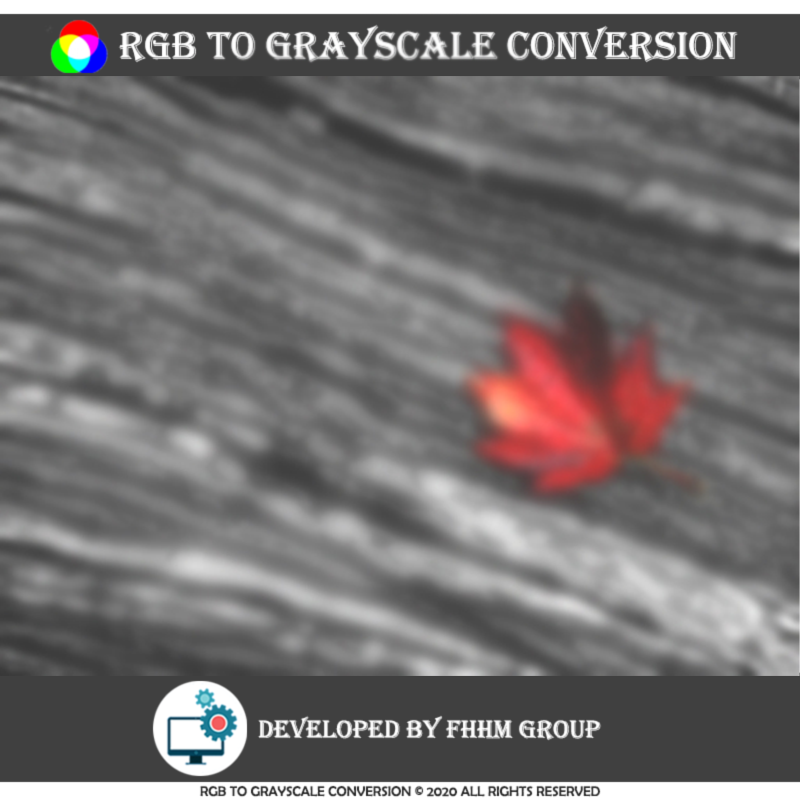 RGB TO GRAYSCALE CONVERSION
DEVELOPED BY FHHM GROUP
RGB TO GRAYSCALE CONVERSION © 2020 ALL RIGHTS RESERVED